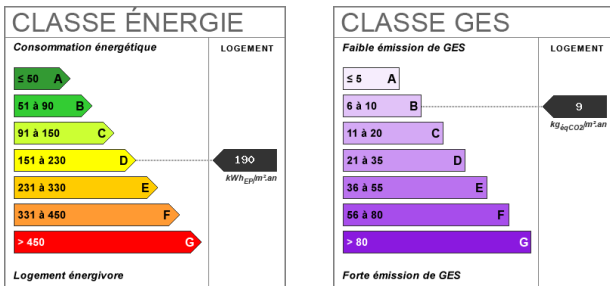 CLASSE ÉNERGIE
Consommation énergétique
LOGEMENT
≤ 50 A
51 à 90 B
91 à 150 C
151 à 230 D
190
kWhEP/m².an
231 à 330 E
331 à 450 F
> 450 G
Logement énergivore
CLASSE GES
Faible émission de GES
LOGEMENT
≤ 5 A
6 à 10 B
9
kgéqCO2/m².an
11 à 20 C
21 à 35 D
36 à 55 E
56 à 80 F
> 80 G
Forte émission de GES